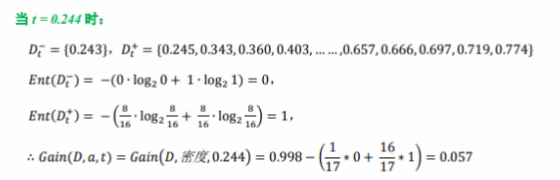 当 t = 0.244 时：
D_t^- = {0.243}，D_t^+ = {0.245, 0.343, 0.360, 0.403, … … , 0.657, 0.666, 0.697, 0.719, 0.774}
Ent(D_t^-) = −(0 · log₂ 0 + 1 · log₂ 1) = 0，
Ent(D_t^+) = −(8/16 · log₂ 8/16 + 8/16 · log₂ 8/16) = 1，
∴ Gain(D, a, t) = Gain(D, 密度, 0.244) = 0.998 − (1/17 * 0 + 16/17 * 1) = 0.057